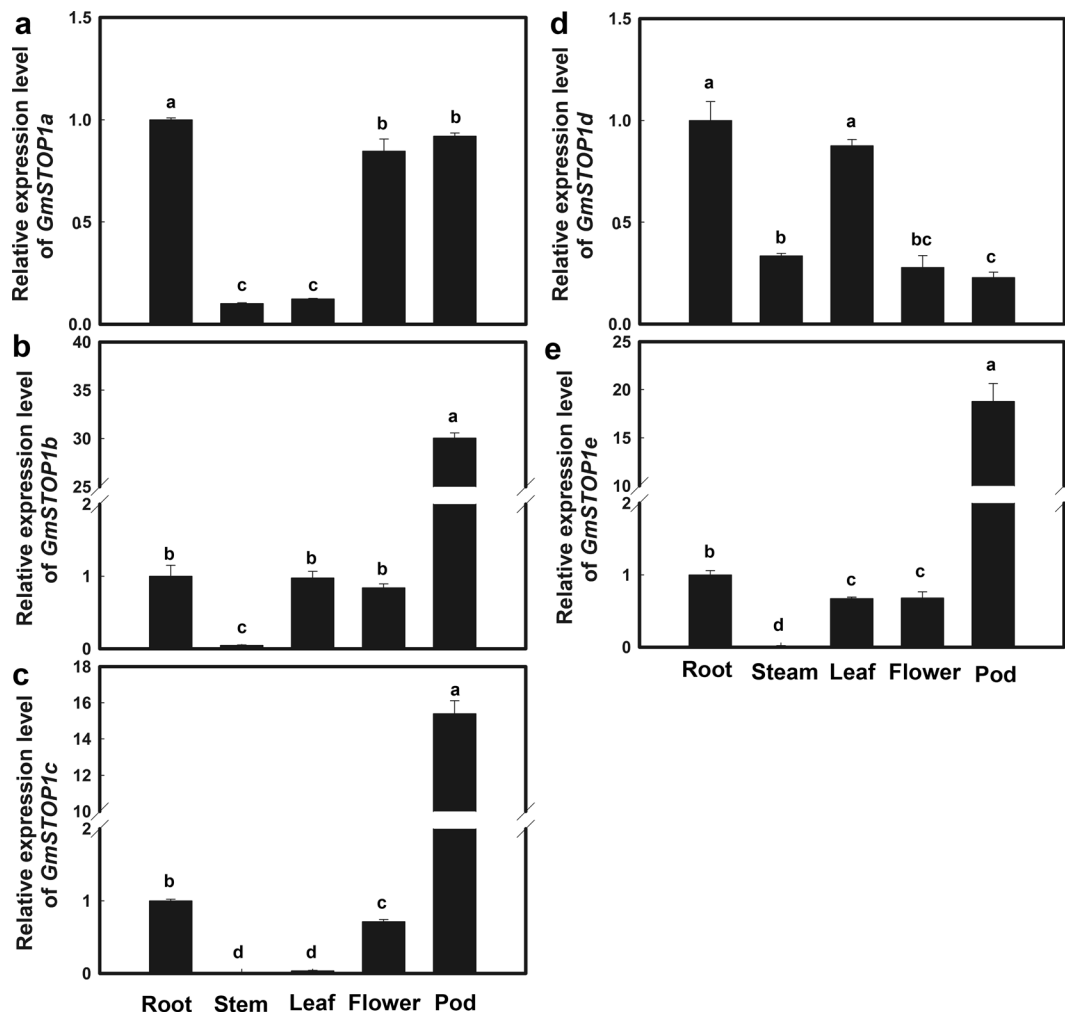 a
Relative expression level
of GmSTOP1a
1.5
1.0
0.5
0.0
a
c
c
b
b
b
Relative expression level
of GmSTOP1b
40
35
30
25
2
1
0
b
c
b
b
a
c
Relative expression level
of GmSTOP1c
18
16
14
12
10
2
1
0
b
d
d
c
a
Root Stem Leaf Flower Pod
d
Relative expression level
of GmSTOP1d
1.5
1.0
0.5
0.0
a
b
a
bc
c
e
Relative expression level
of GmSTOP1e
25
20
15
10
2
1
0
b
d
c
c
a
Root Steam Leaf Flower Pod